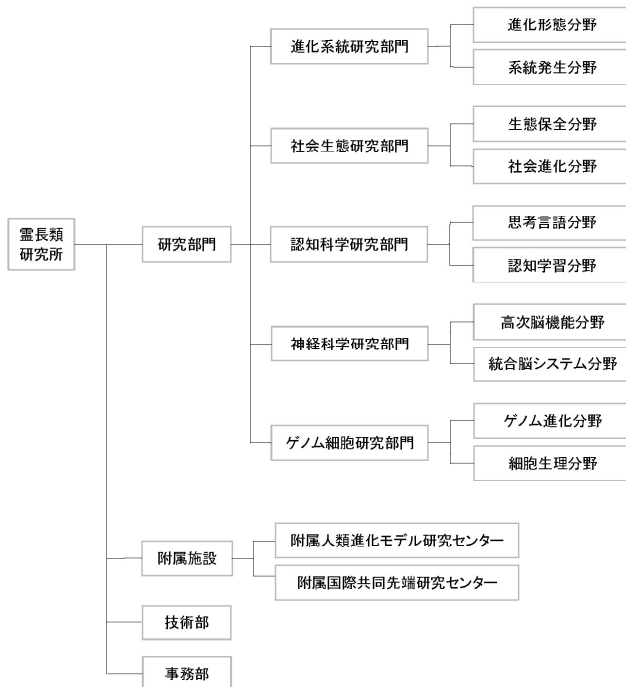 霊長類
研究所
研究部門
進化系統研究部門
進化形態分野
系統発生分野
社会生態研究部門
生態保全分野
社会進化分野
認知科学研究部門
思考言語分野
認知学習分野
神経科学研究部門
高次脳機能分野
統合脳システム分野
ゲノム細胞研究部門
ゲノム進化分野
細胞生理分野
附属施設
附属人類進化モデル研究センター
附属国際共同先端研究センター
技術部
事務部